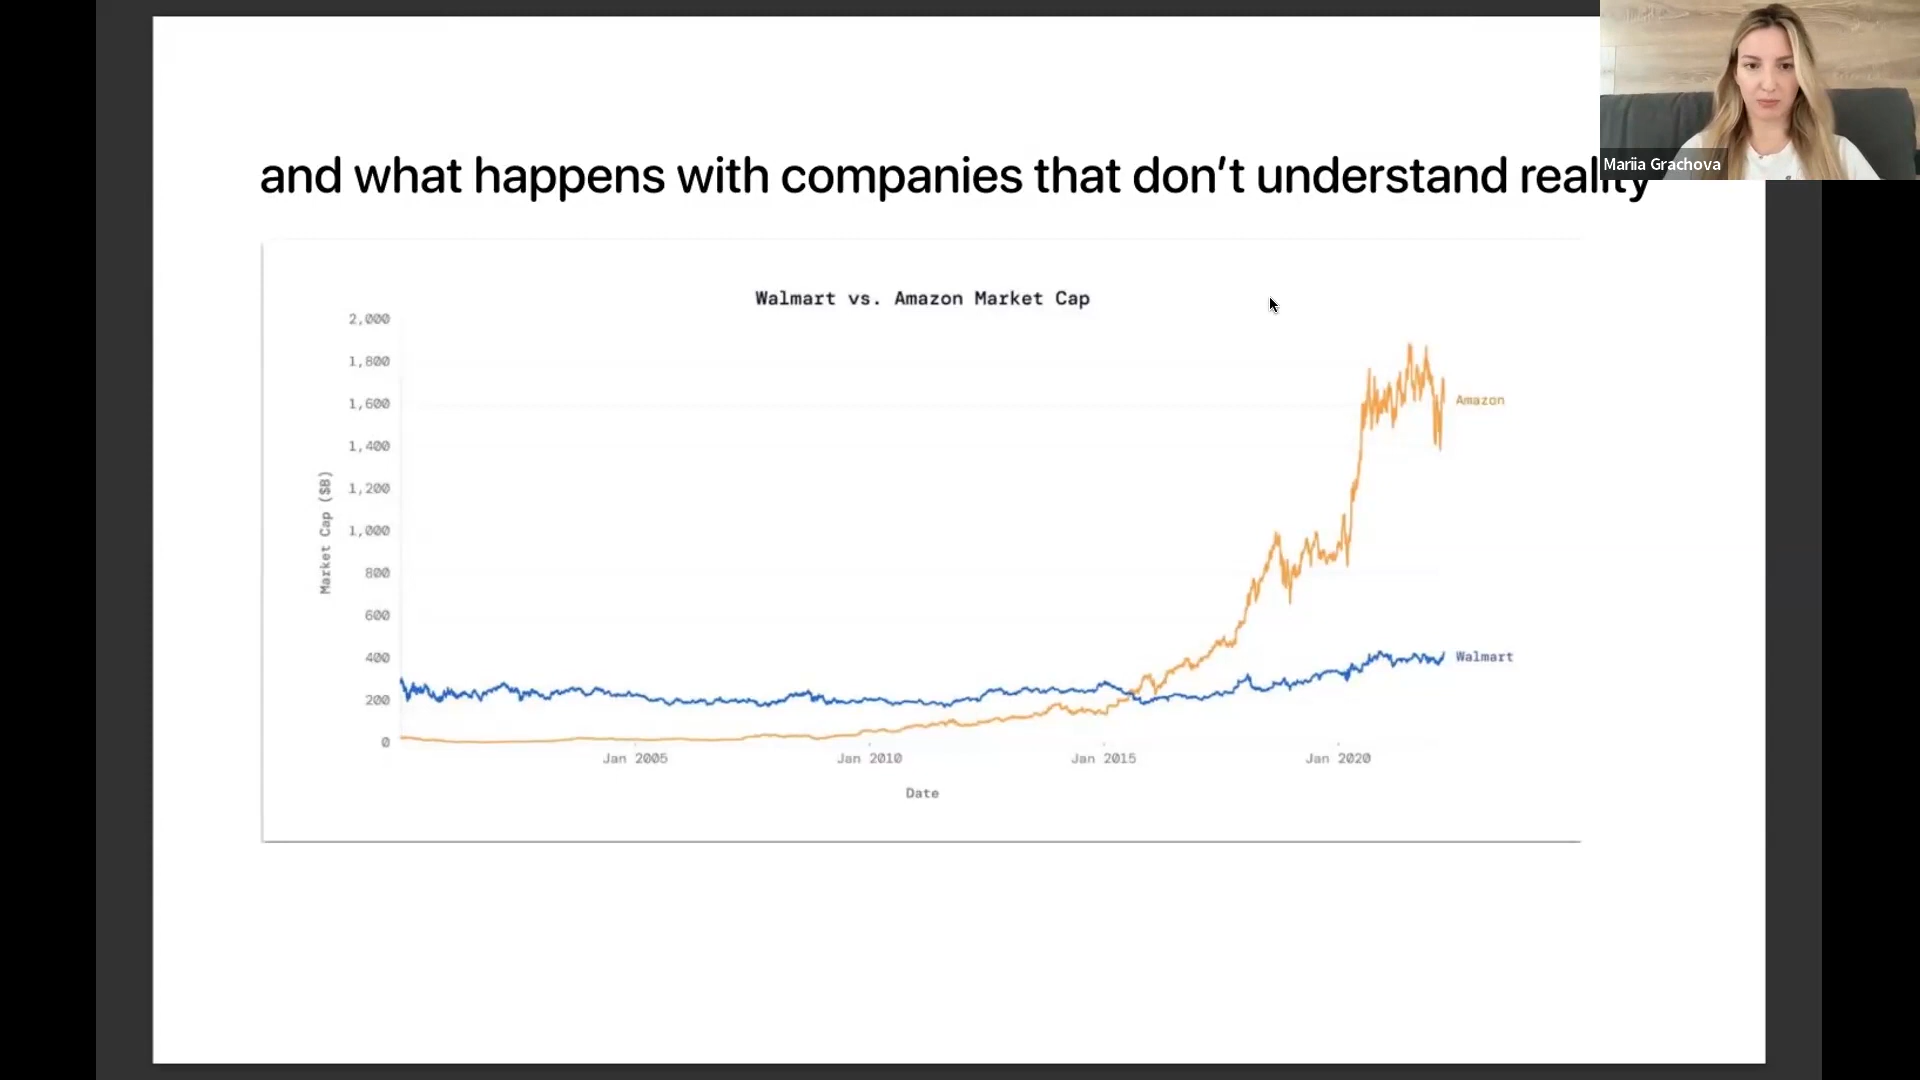 and what happens with companies that don't understand reality
Mariia Grachova
Walmart vs. Amazon Market Cap
2,000
1,800
1,600
1,400
1,200
1,000
800
600
400
200
0
Market Cap ($B)
Amazon
Walmart
Jan 2005
Jan 2010
Jan 2015
Jan 2020
Date